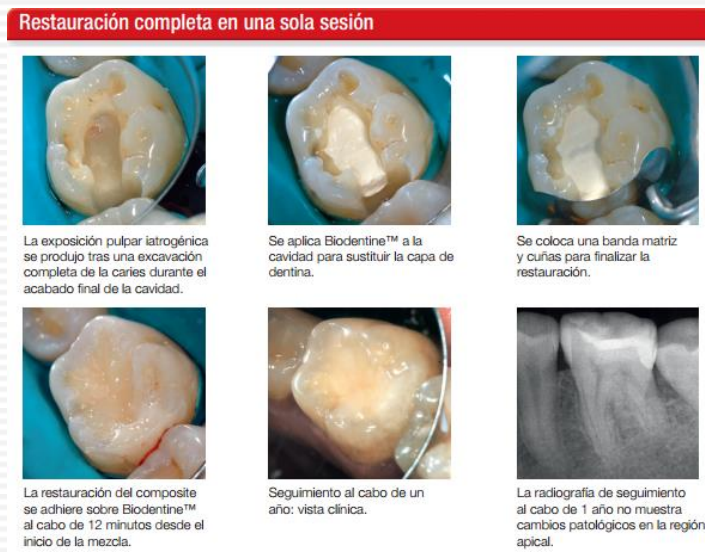 Restauración completa en una sola sesión
La exposición pulpar iatrogénica
se produjo tras una excavación
completa de la caries durante el
acabado final de la cavidad.
Se aplica Biodentine™ a la
cavidad para sustituir la capa de
dentina.
Se coloca una banda matriz
y cuñas para finalizar la
restauración.
La restauración del composite
se adhiere sobre Biodentine™
al cabo de 12 minutos desde el
inicio de la mezcla.
Seguimiento al cabo de un
año: vista clínica.
La radiografía de seguimiento
al cabo de 1 año no muestra
cambios patológicos en la región
apical.